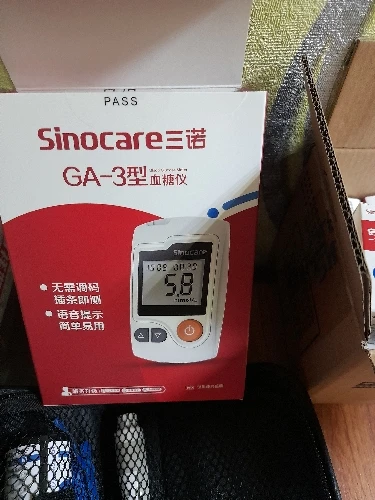 PASS
Sinocare三诺
GA-3型血糖仪
Sinocare
5.8
mmol/L
无需调码
插条即测
语音提示
简单易用